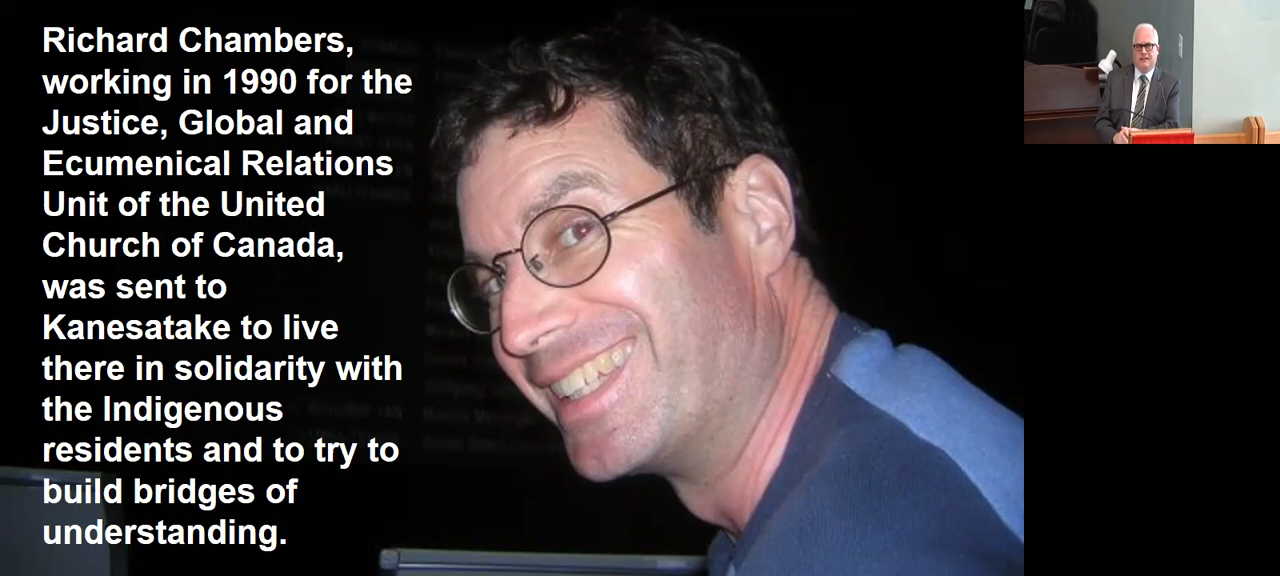 Richard Chambers,
working in 1990 for the
Justice, Global and
Ecumenical Relations
Unit of the United
Church of Canada,
was sent to
Kanesatake to live
there in solidarity with
the Indigenous
residents and to try to
build bridges of
understanding.